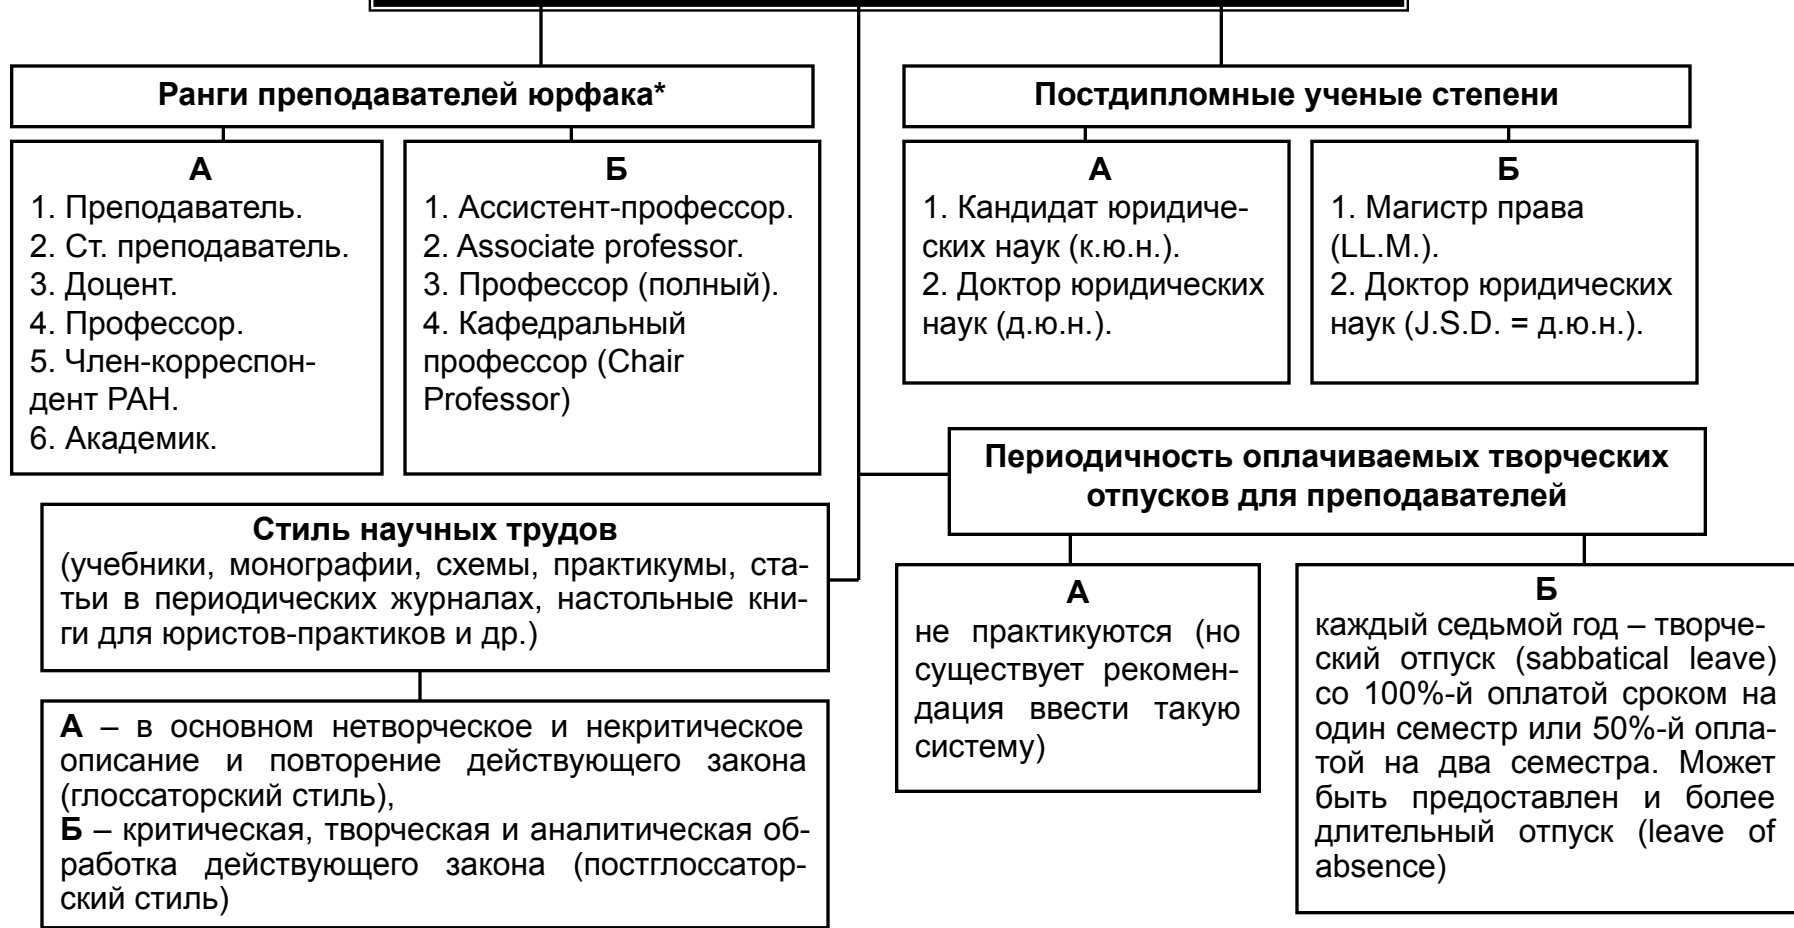 Ранги преподавателей юрфака*
А
1. Преподаватель.
2. Ст. преподаватель.
3. Доцент.
4. Профессор.
5. Член-корреспон-
дент РАН.
6. Академик.
Б
1. Ассистент-профессор.
2. Associate professor.
3. Профессор (полный).
4. Кафедральный
профессор (Chair
Professor)
Постдипломные ученые степени
А
1. Кандидат юридиче-
ских наук (к.ю.н.).
2. Доктор юридических
наук (д.ю.н.).
Б
1. Магистр права
(LL.M.).
2. Доктор юридических
наук (J.S.D. = д.ю.н.).
Стиль научных трудов
(учебники, монографии, схемы, практикумы, ста-
тьи в периодических журналах, настольные кни-
ги для юристов-практиков и др.)
А – в основном нетворческое и некритическое
описание и повторение действующего закона
(глоссаторский стиль),
Б – критическая, творческая и аналитическая об-
работка действующего закона (постглоссатор-
ский стиль)
Периодичность оплачиваемых творческих
отпусков для преподавателей
А
не практикуются (но
существует рекомен-
дация ввести такую
систему)
Б
каждый седьмой год – творче-
ский отпуск (sabbatical leave)
со 100%-й оплатой сроком на
один семестр или 50%-й опла-
той на два семестра. Может
быть предоставлен и более
длительный отпуск (leave of
absence)